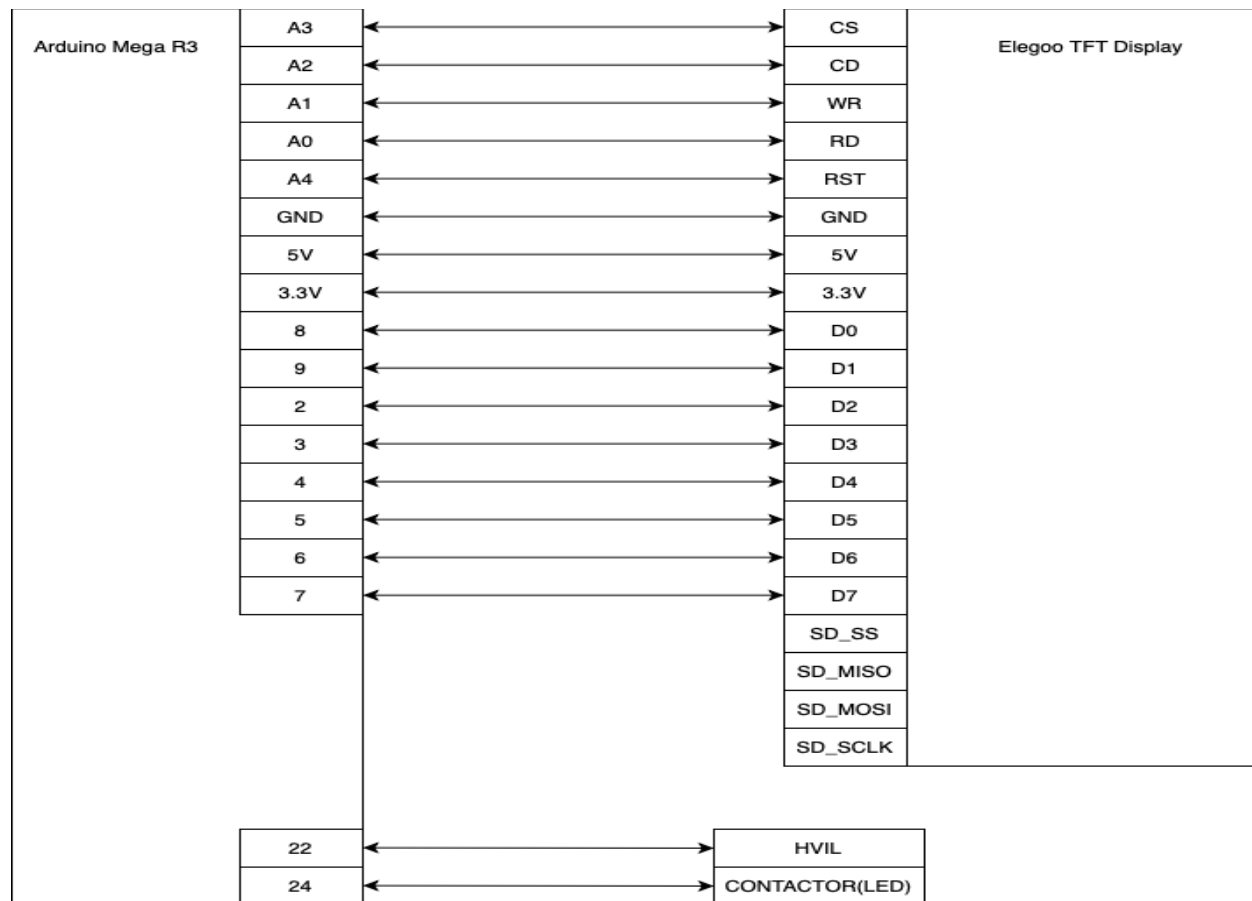 Arduino Mega R3
Elegoo TFT Display
A3 CS
A2 CD
A1 WR
A0 RD
A4 RST
GND GND
5V 5V
3.3V 3.3V
8 D0
9 D1
2 D2
3 D3
4 D4
5 D5
6 D6
7 D7
SD_SS
SD_MISO
SD_MOSI
SD_SCLK
22 HVIL
24 CONTACTOR(LED)